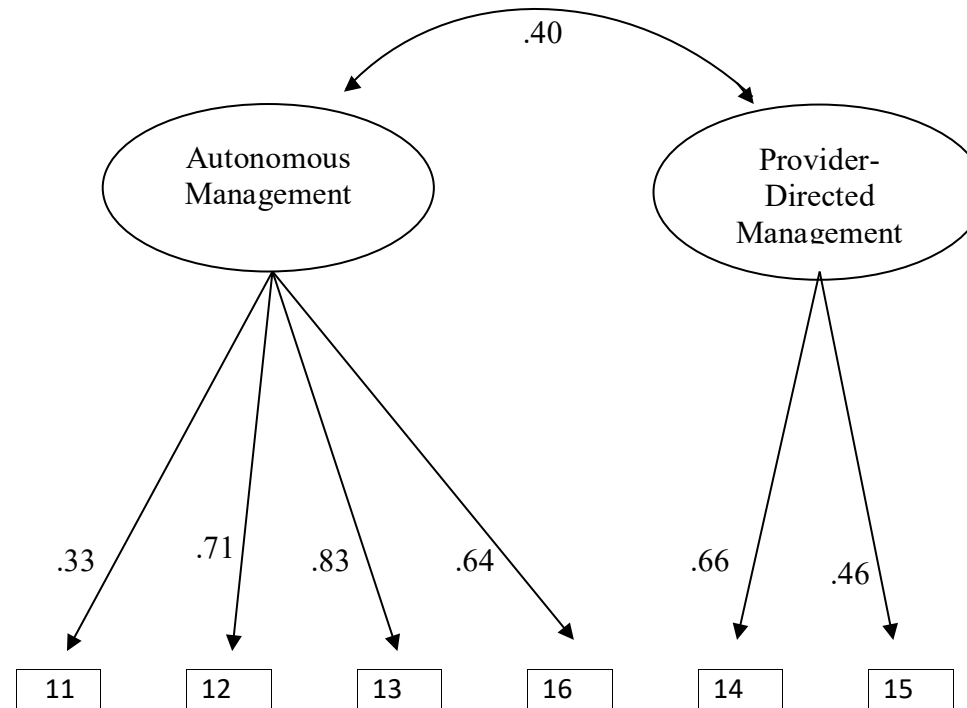 .40
Autonomous
Management
Provider-
Directed
Management
.33
.71
.83
.64
.66
.46
11
12
13
16
14
15